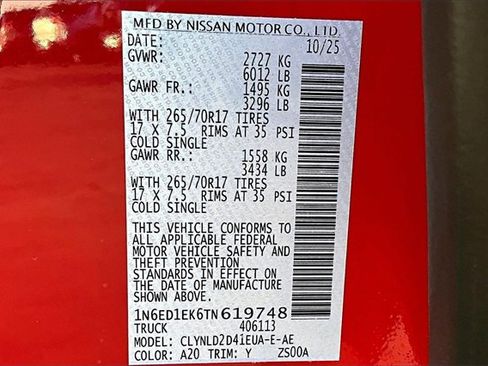 MFD BY NISSAN MOTOR CO., LTD.
DATE: 10/25
GVWR: 2727 KG
6012 LB
GAWR FR.: 1495 KG
3296 LB
WITH 265/70R17 TIRES
17 X 7.5 RIMS AT 35 PSI
COLD SINGLE
GAWR RR.: 1558 KG
3434 LB
WITH 265/70R17 TIRES
17 X 7.5 RIMS AT 35 PSI
COLD SINGLE
THIS VEHICLE CONFORMS TO
ALL APPLICABLE FEDERAL
MOTOR VEHICLE SAFETY AND
THEFT PREVENTION
STANDARDS IN EFFECT ON
THE DATE OF MANUFACTURE
SHOWN ABOVE.
1N6ED1EK6TN619748
TRUCK 406113
MODEL: CLYNLD2D41EUA-E-AE
COLOR: A20 TRIM: Y ZS00A